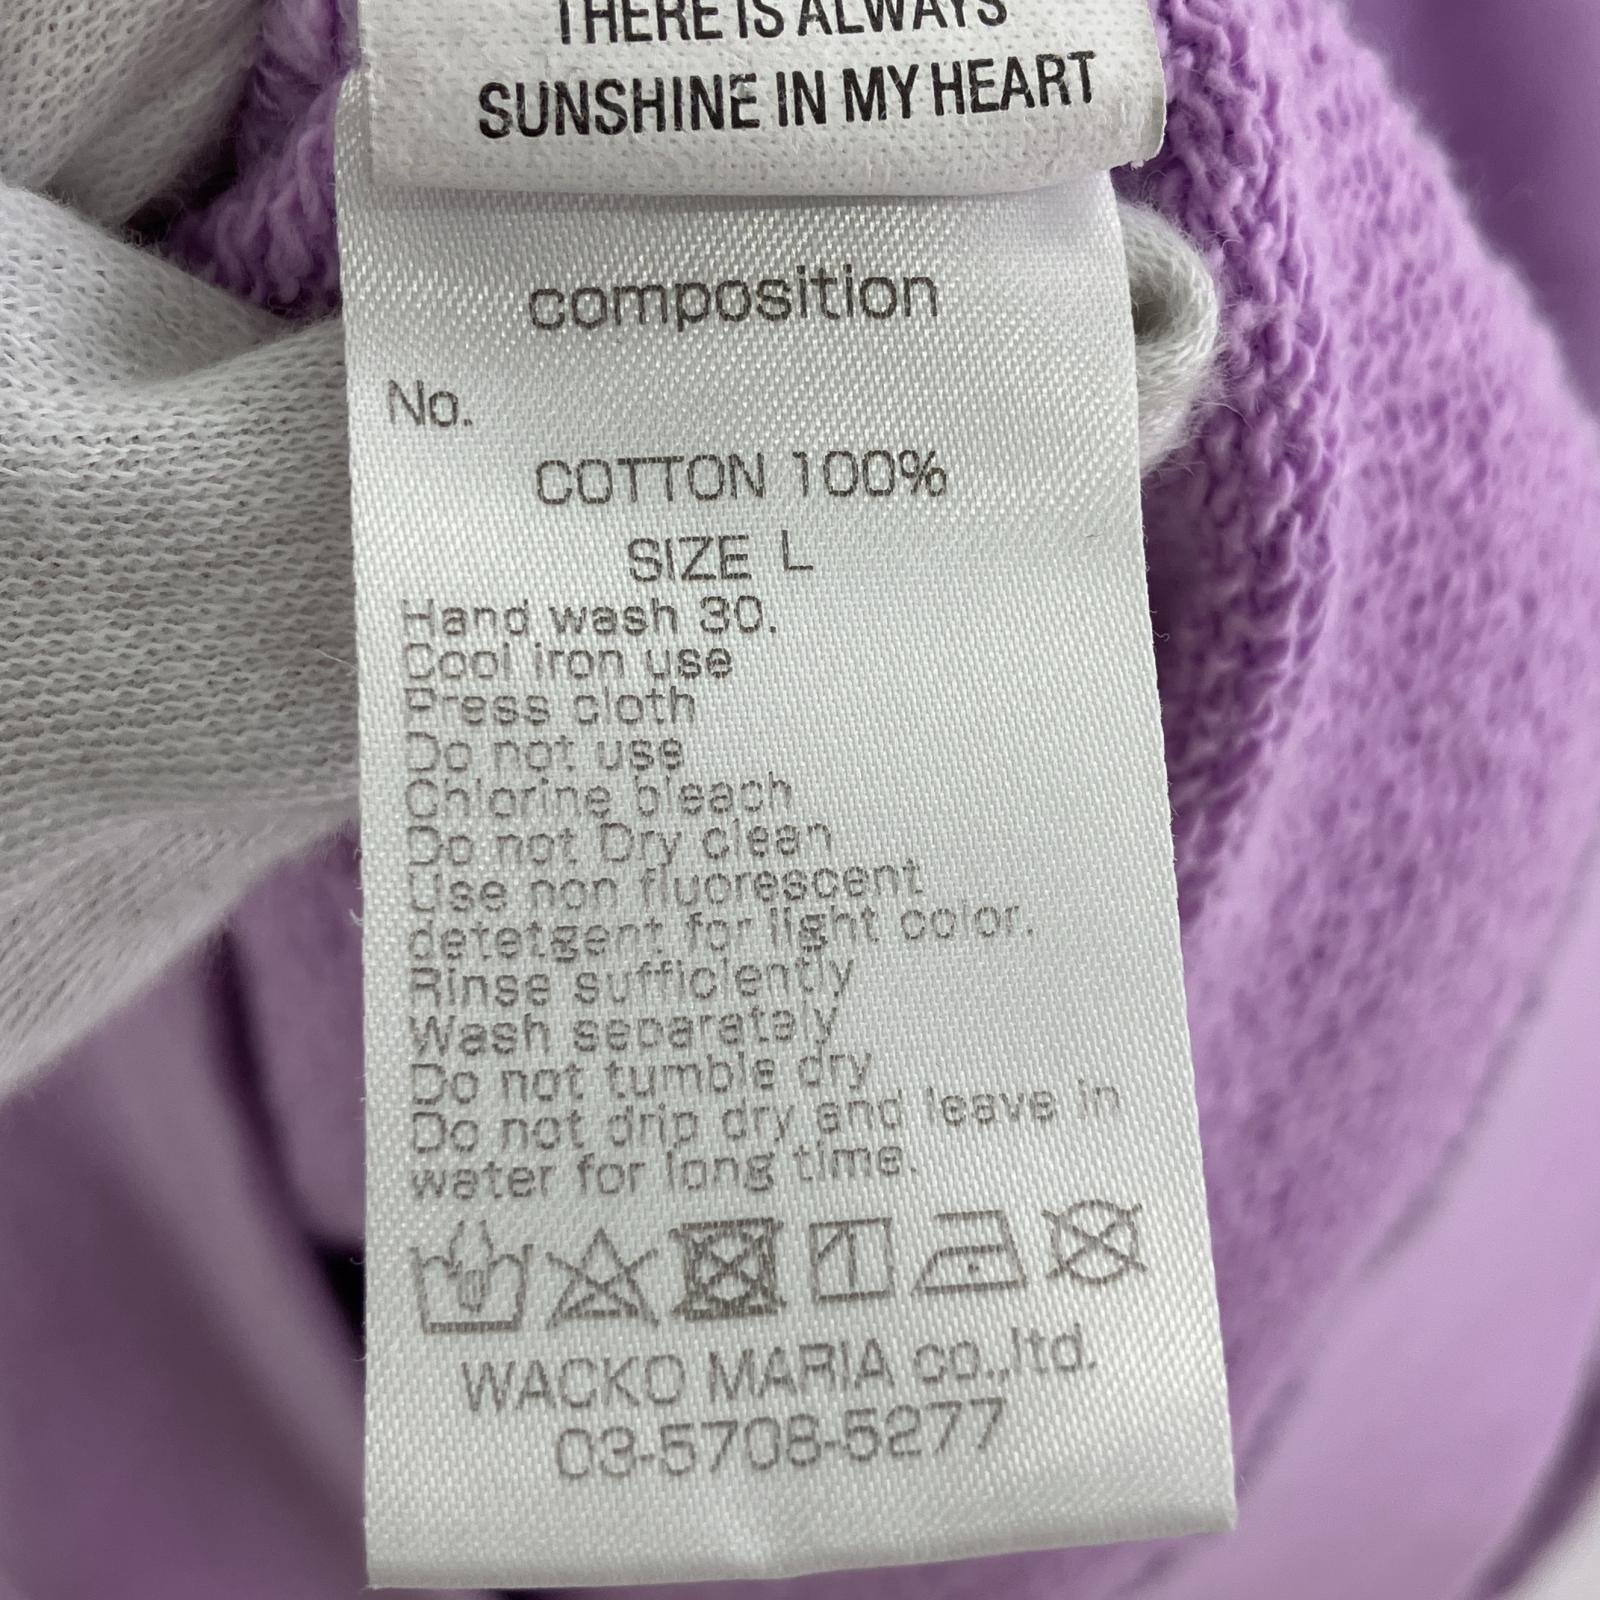 THERE IS ALWAYS
SUNSHINE IN MY HEART
composition
No.
COTTON 100%
SIZE L
Hand wash 30.
Cool iron use
Press cloth
Do not use
Chlorine bleach
Do not Dry clean
Use non fluorescent
detetgent for light color.
Rinse sufficiently
Wash separately
Do not tumble dry
Do not drip dry and leave in
water for long time.
WACKO MARIA co.,ltd.
03-5708-5277